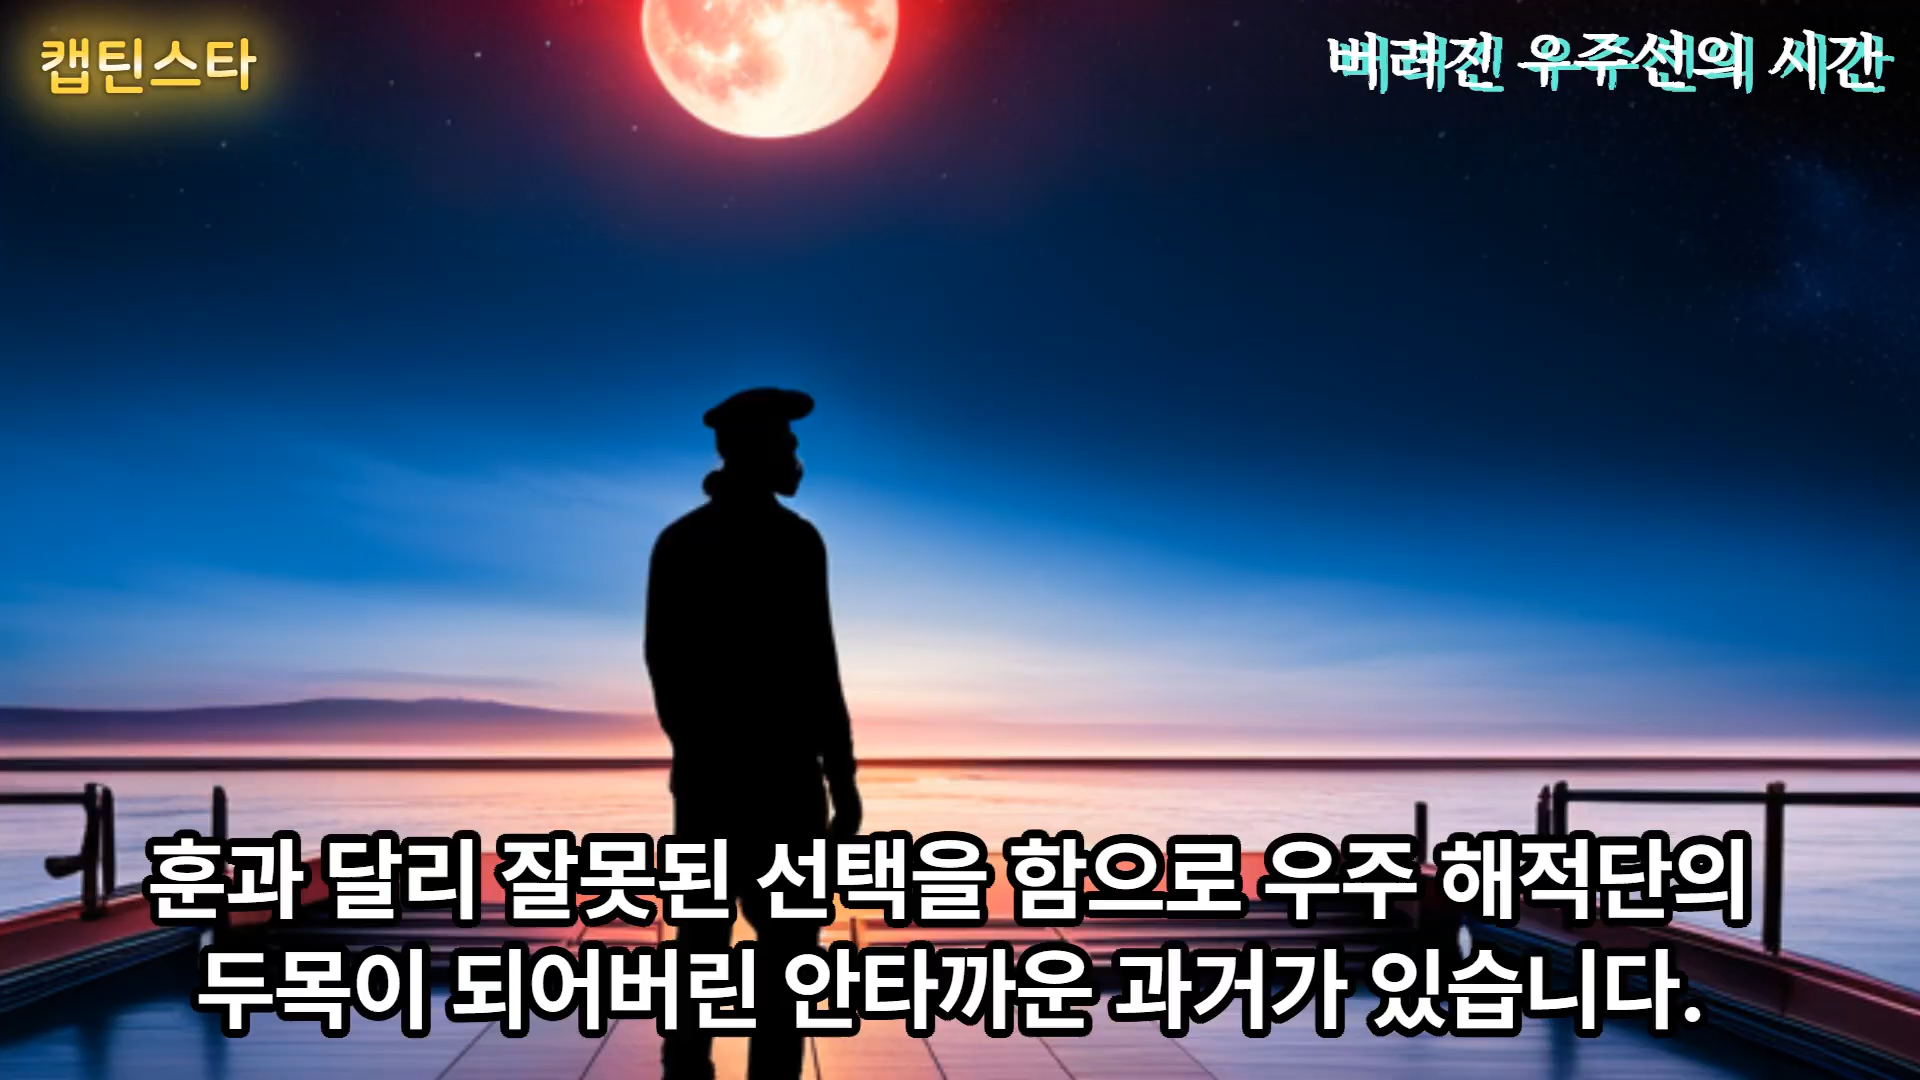 캡틴스타
버려진 우주선의 시간
훈과 달리 잘못된 선택을 함으로 우주 해적단의
두목이 되어버린 안타까운 과거가 있습니다.